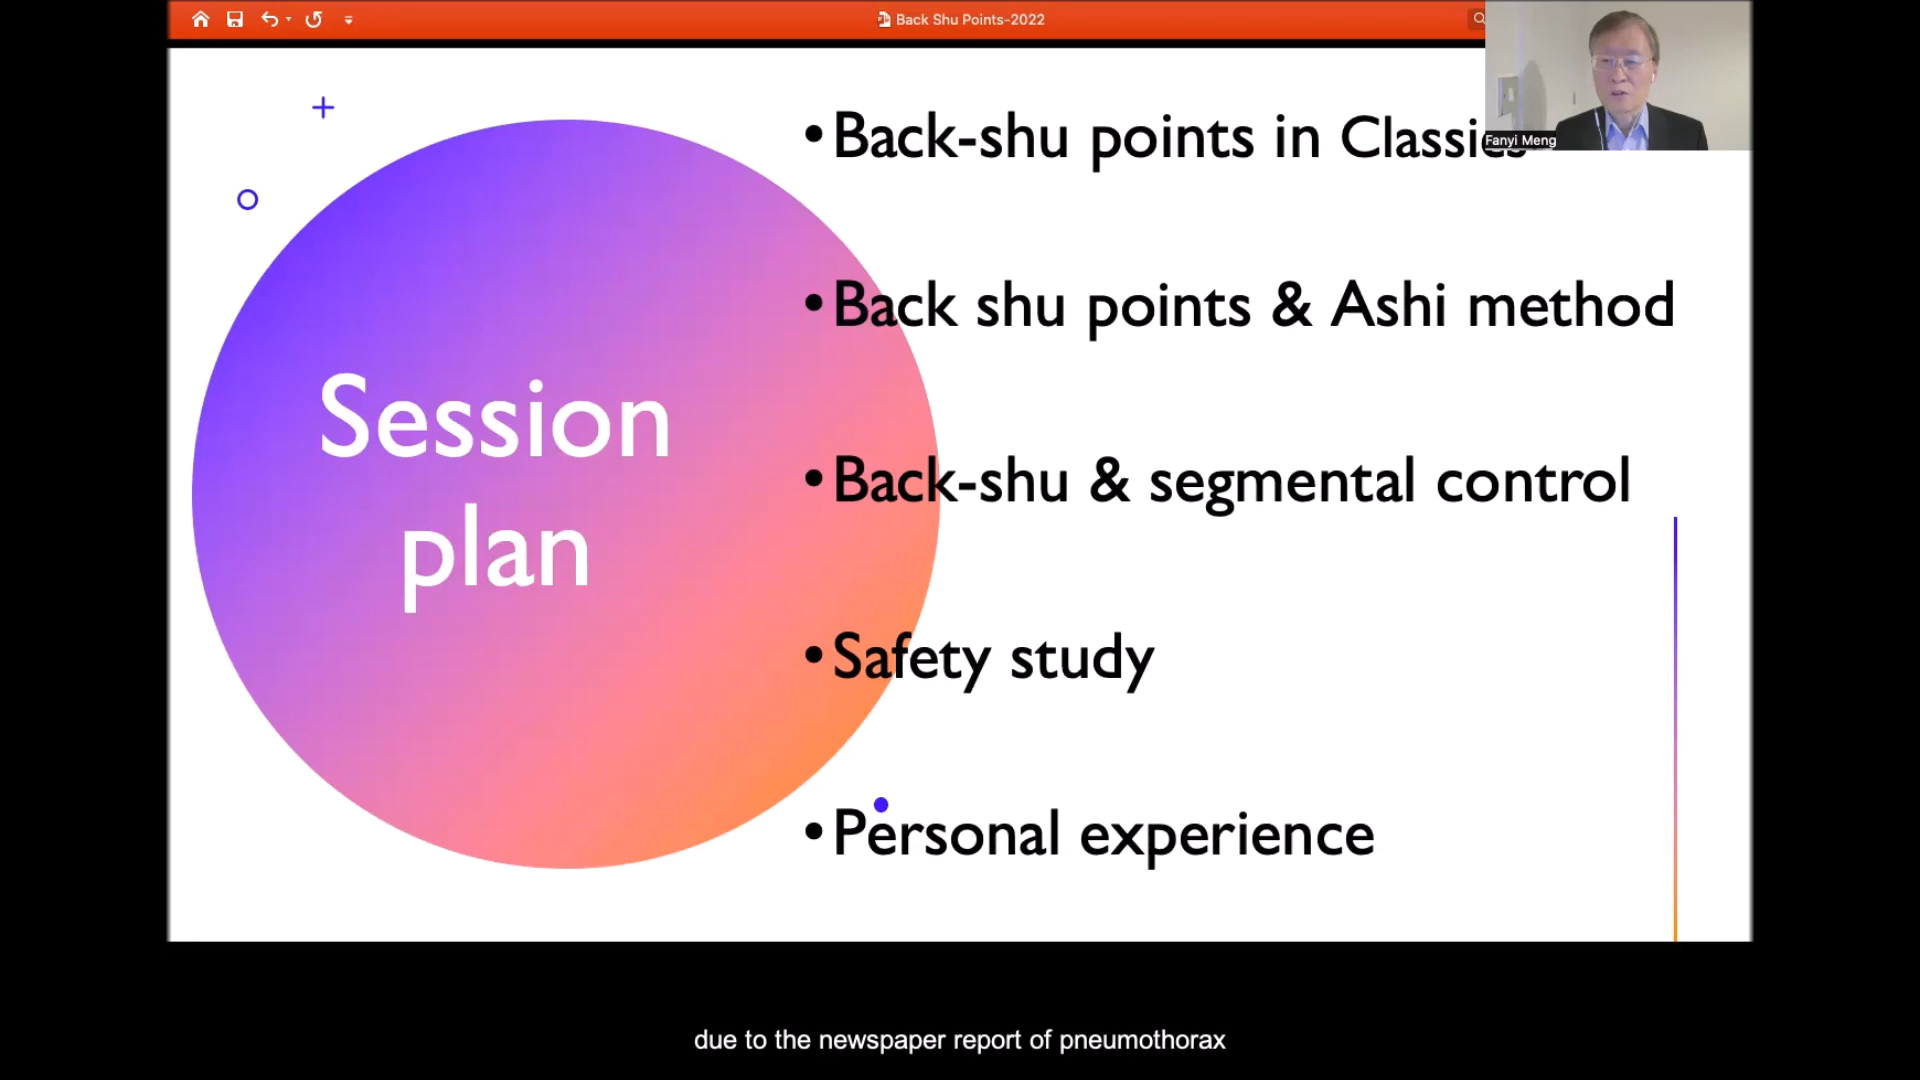 Back Shu Points-2022
Fanyi Meng
Session
plan
•Back-shu points in Classics
•Back shu points & Ashi method
•Back-shu & segmental control
•Safety study
•Personal experience
due to the newspaper report of pneumothorax